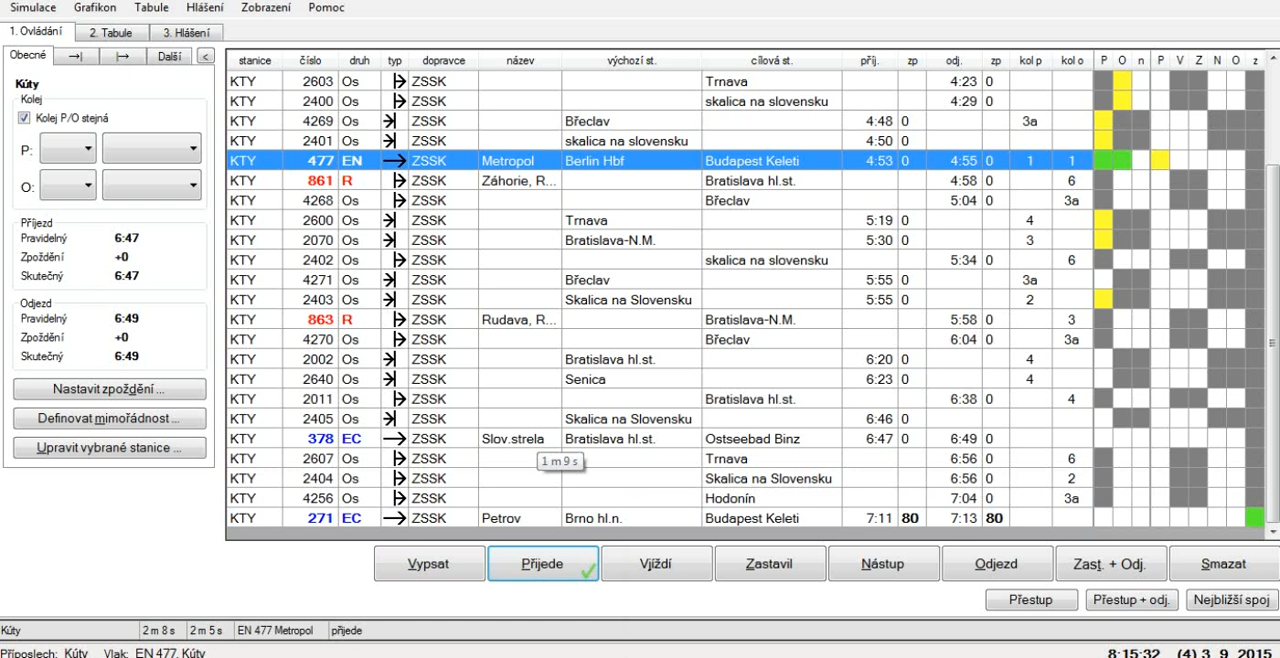 Simulace Grafikon Tabule Hlášení Zobrazení Pomoc
1. Ovládání 2. Tabule 3. Hlášení
Obecné →| |→ Další <
Kúty
Kolej
Kolej P/O stejná
P:
O:
Příjezd
Pravidelný 6:47
Zpoždění +0
Skutečný 6:47
Odjezd
Pravidelný 6:49
Zpoždění +0
Skutečný 6:49
Nastavit zpoždění ...
Definovat mimořádnost ...
Upravit vybrané stanice ...
stanice číslo druh typ dopravce název výchozí st. cílová st. příj. zp odj. zp kol p kol o P O n P V Z N O z
KTY 2603 Os ZSSK Trnava 4:23 0
KTY 2400 Os ZSSK skalica na slovensku 4:29 0
KTY 4269 Os ZSSK Břeclav 4:48 0 3a
KTY 2401 Os ZSSK skalica na slovensku 4:50 0
KTY 477 EN ZSSK Metropol Berlin Hbf Budapest Keleti 4:53 0 4:55 0 1 1
KTY 861 R ZSSK Záhorie, R... Bratislava hl.st. 4:58 0 6
KTY 4268 Os ZSSK Břeclav 5:04 0 3a
KTY 2600 Os ZSSK Trnava 5:19 0 4
KTY 2070 Os ZSSK Bratislava-N.M. 5:30 0 3
KTY 2402 Os ZSSK skalica na slovensku 5:34 0 6
KTY 4271 Os ZSSK Břeclav 5:55 0 3a
KTY 2403 Os ZSSK Skalica na Slovensku 5:55 0 2
KTY 863 R ZSSK Rudava, R... Bratislava-N.M. 5:58 0 3
KTY 4270 Os ZSSK Břeclav 6:04 0 3a
KTY 2002 Os ZSSK Bratislava hl.st. 6:20 0 4
KTY 2640 Os ZSSK Senica 6:23 0 4
KTY 2011 Os ZSSK Bratislava hl.st. 6:38 0 4
KTY 2405 Os ZSSK Skalica na Slovensku 6:46 0
KTY 378 EC ZSSK Slov.strela Bratislava hl.st. Ostseebad Binz 6:47 0 6:49 0
1 m 9 s
KTY 2607 Os ZSSK Trnava 6:56 0 6
KTY 2404 Os ZSSK Skalica na Slovensku 6:56 0 2
KTY 4256 Os ZSSK Hodonín 7:04 0 3a
KTY 271 EC ZSSK Petrov Brno hl.n. Budapest Keleti 7:11 80 7:13 80
Vypsat Přijede Vjíždí Zastavil Nástup Odjezd Zast. + Odj. Smazat
Přestup Přestup + odj. Nejbližší spoj
Kúty 2 m 8 s 2 m 5 s EN 477 Metropol přijede
Příposlech: Kúty Vlak: EN 477, Kúty 8:15:32 (4) 3. 9. 2015